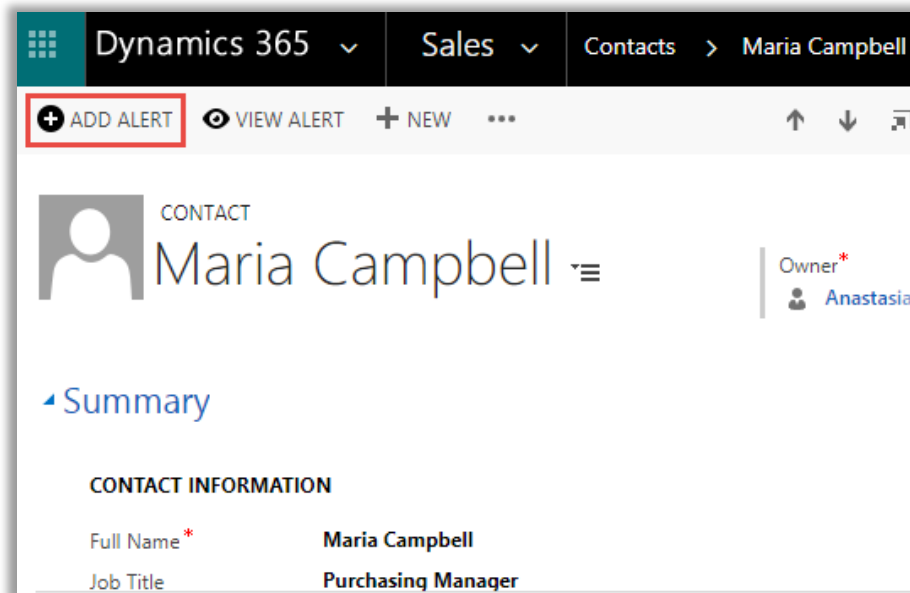 Dynamics 365 Sales Contacts > Maria Campbell
ADD ALERT VIEW ALERT NEW
CONTACT
Maria Campbell
Owner*
Anastasia
Summary
CONTACT INFORMATION
Full Name* Maria Campbell
Job Title Purchasing Manager